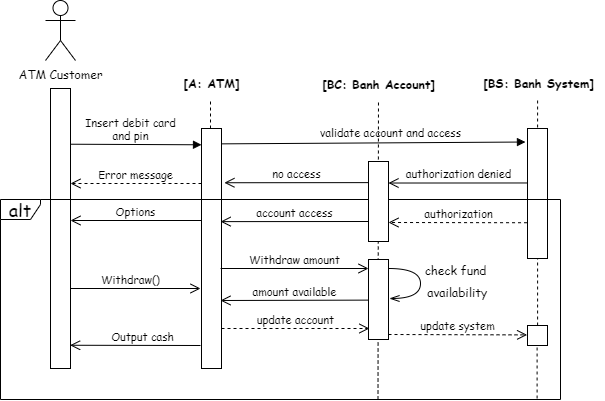 ATM Customer
[A: ATM]
[BC: Banh Account]
[BS: Banh System]
Insert debit card
and pin
validate account and access
Error message
no access
authorization denied
alt
Options
account access
authorization
Withdraw amount
check fund
availability
Withdraw()
amount available
update account
update system
Output cash